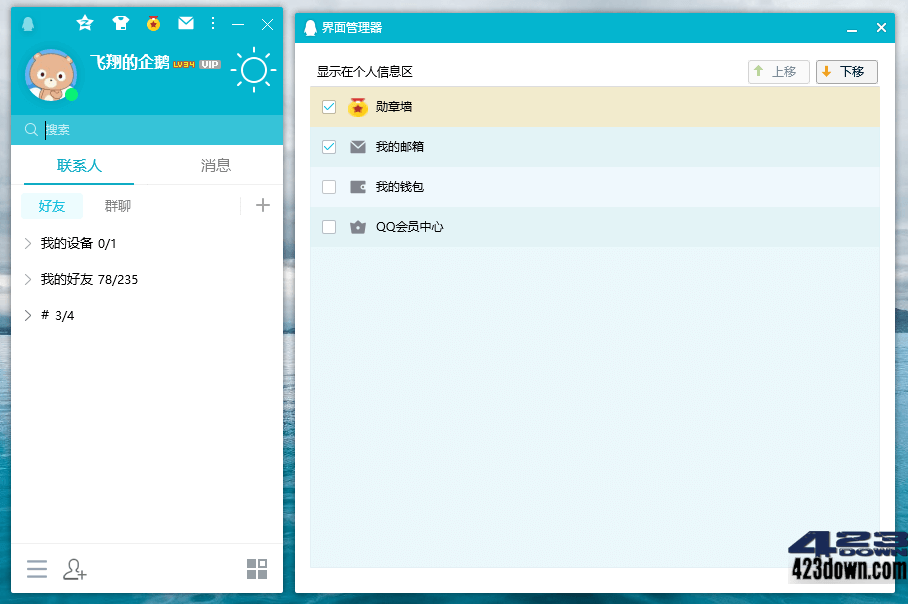 飞翔的企鹅 LV34 VIP
搜索
联系人 消息
好友 群聊
我的设备 0/1
我的好友 78/235
# 3/4
界面管理器
显示在个人信息区 上移 下移
勋章墙
我的邮箱
我的钱包
QQ会员中心
423
DOWN
423down.com